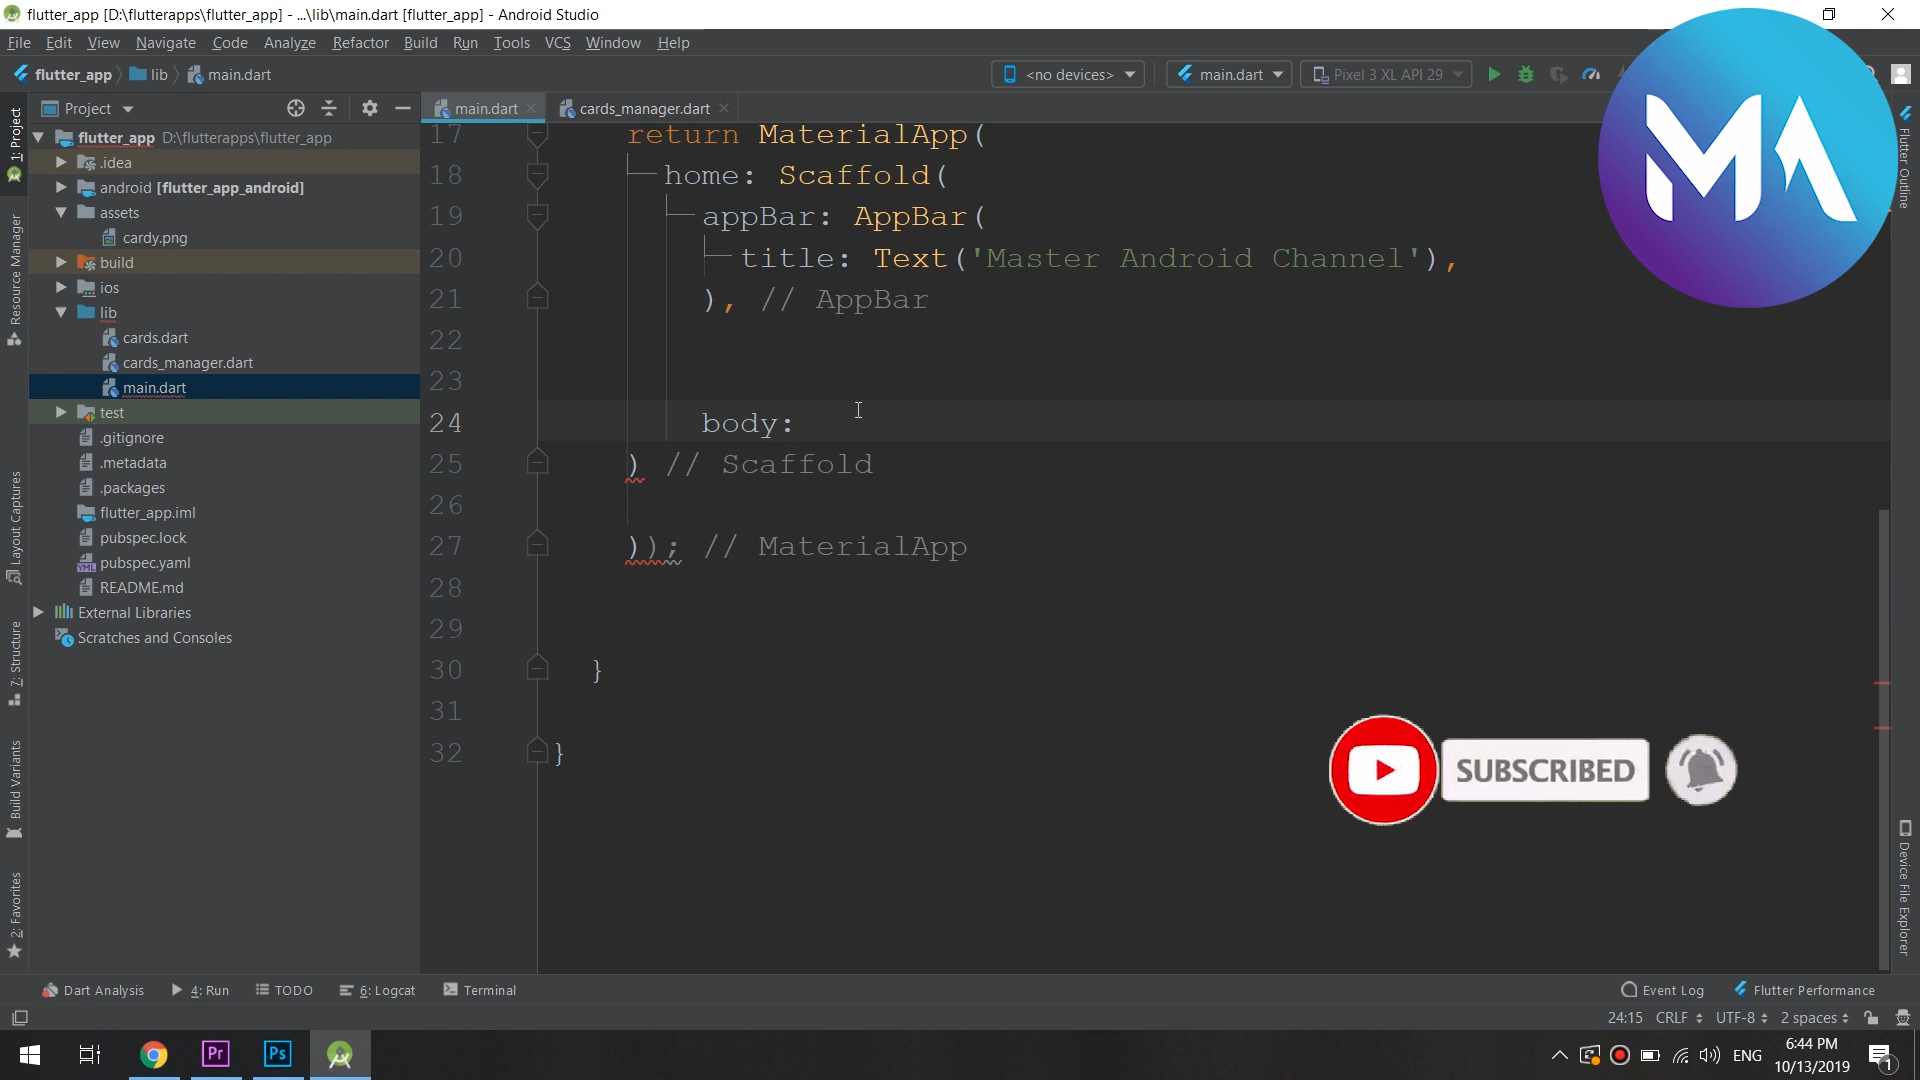 flutter_app [D:\flutterapps\flutter_app] - ...\lib\main.dart [flutter_app] - Android Studio
File Edit View Navigate Code Analyze Refactor Build Run Tools VCS Window Help
flutter_app lib main.dart <no devices> main.dart Pixel 3 XL API 29
Project main.dart cards_manager.dart
flutter_app D:\flutterapps\flutter_app
.idea
android [flutter_app_android]
assets
cardy.png
build
ios
lib
cards.dart
cards_manager.dart
main.dart
test
.gitignore
.metadata
.packages
flutter_app.iml
pubspec.lock
pubspec.yaml
README.md
External Libraries
Scratches and Consoles
1: Project
Resource Manager
Layout Captures
7: Structure
Build Variants
2: Favorites
17 return MaterialApp(
18 home: Scaffold(
19 appBar: AppBar(
20 title: Text('Master Android Channel'),
21 ), // AppBar
22
23
24 body:
25 ) // Scaffold
26
27 )); // MaterialApp
28
29
30 }
31
32 }
MA
SUBSCRIBED
Flutter Outline
Device File Explorer
Dart Analysis 4: Run TODO 6: Logcat Terminal Event Log Flutter Performance
24:15 CRLF UTF-8 2 spaces
Pr Ps ENG 6:44 PM
10/13/2019 1